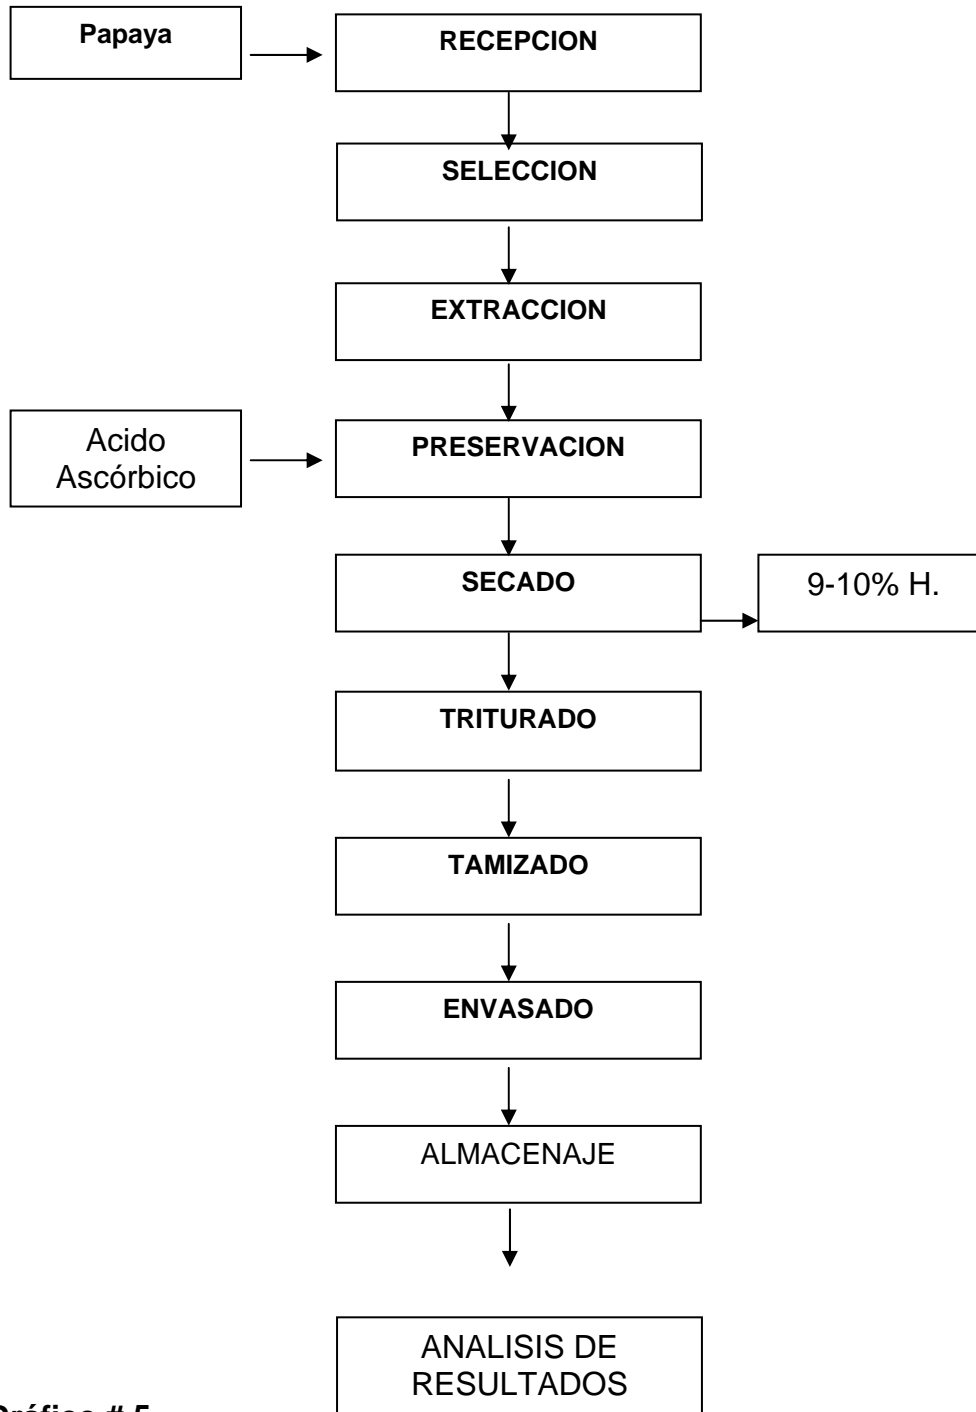 Papaya
RECEPCION
SELECCION
EXTRACCION
Acido
Ascórbico
PRESERVACION
SECADO
9-10% H.
TRITURADO
TAMIZADO
ENVASADO
ALMACENAJE
ANALISIS DE
RESULTADOS